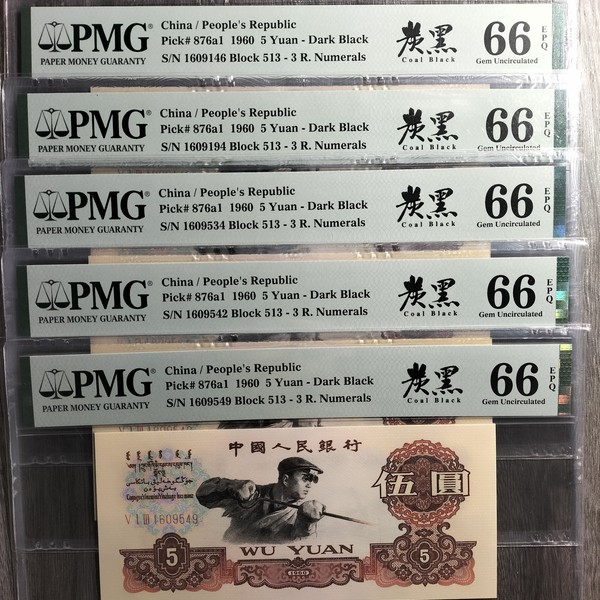 PMG®
PAPER MONEY GUARANTY
China / People's Republic
Pick# 876a1 1960 5 Yuan - Dark Black
S/N 1609146 Block 513 - 3 R. Numerals
炭黑
Coal Black
66
EPQ
Gem Uncirculated
PMG®
PAPER MONEY GUARANTY
China / People's Republic
Pick# 876a1 1960 5 Yuan - Dark Black
S/N 1609194 Block 513 - 3 R. Numerals
炭黑
Coal Black
66
EPQ
Gem Uncirculated
PMG®
PAPER MONEY GUARANTY
China / People's Republic
Pick# 876a1 1960 5 Yuan - Dark Black
S/N 1609534 Block 513 - 3 R. Numerals
炭黑
Coal Black
66
EPQ
Gem Uncirculated
PMG®
PAPER MONEY GUARANTY
China / People's Republic
Pick# 876a1 1960 5 Yuan - Dark Black
S/N 1609542 Block 513 - 3 R. Numerals
炭黑
Coal Black
66
EPQ
Gem Uncirculated
PMG®
PAPER MONEY GUARANTY
China / People's Republic
Pick# 876a1 1960 5 Yuan - Dark Black
S/N 1609549 Block 513 - 3 R. Numerals
炭黑
Coal Black
66
EPQ
Gem Uncirculated
中國人民銀行
伍圓
V I III 1609549
5
WU YUAN
1960
5